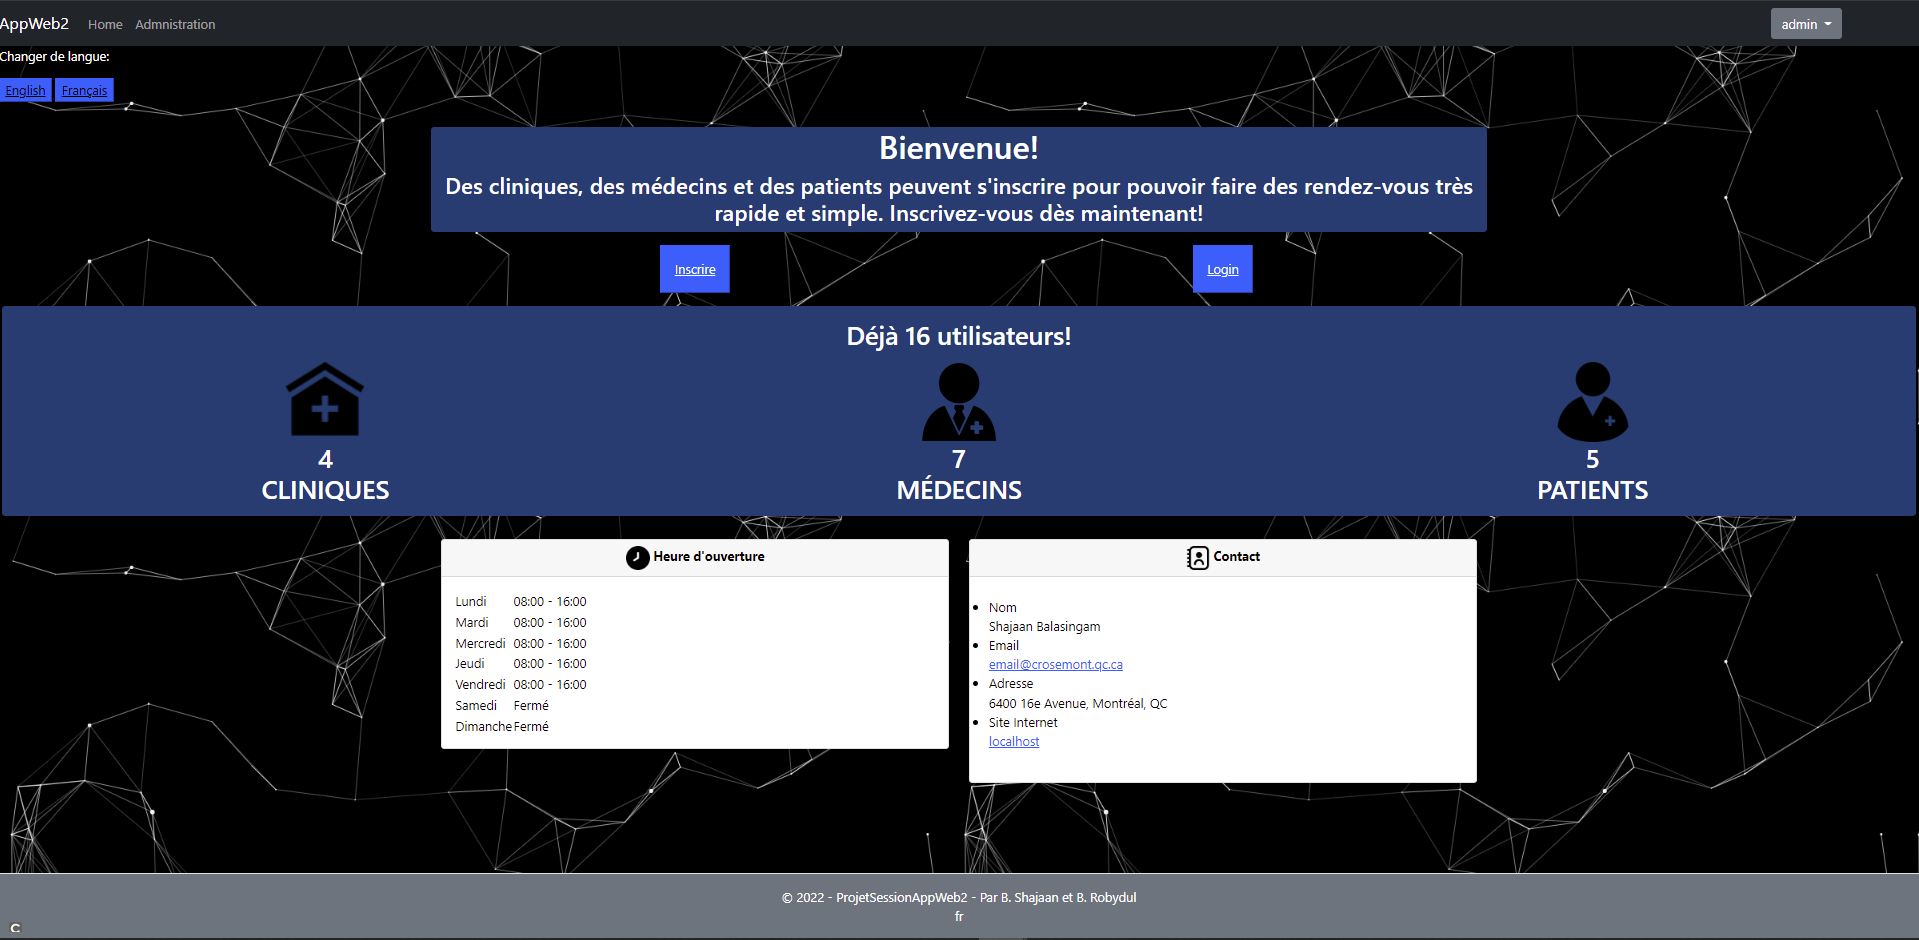 AppWeb2 Home Admnistration admin
Changer de langue:
English Français
Bienvenue!
Des cliniques, des médecins et des patients peuvent s'inscrire pour pouvoir faire des rendez-vous très
rapide et simple. Inscrivez-vous dès maintenant!
Inscrire Login
Déjà 16 utilisateurs!
4
CLINIQUES
7
MÉDECINS
5
PATIENTS
Heure d'ouverture
Lundi 08:00 - 16:00
Mardi 08:00 - 16:00
Mercredi 08:00 - 16:00
Jeudi 08:00 - 16:00
Vendredi 08:00 - 16:00
Samedi Fermé
Dimanche Fermé
Contact
Nom
Shajaan Balasingam
Email
email@crosemont.qc.ca
Adresse
6400 16e Avenue, Montréal, QC
Site Internet
localhost
© 2022 - ProjetSessionAppWeb2 - Par B. Shajaan et B. Robydul
fr